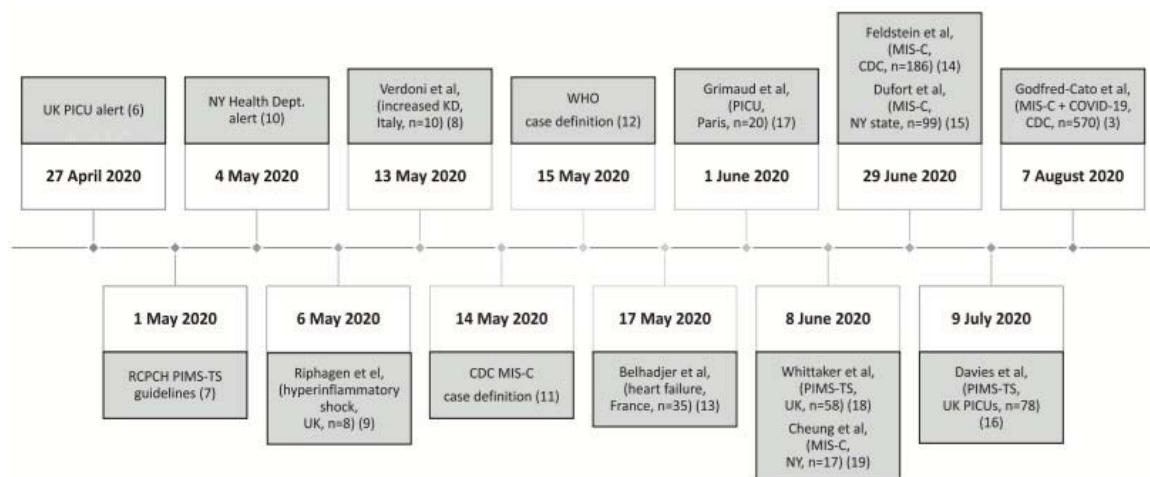 UK PICU alert (6)
27 April 2020
1 May 2020
RCPCH PIMS-TS
guidelines (7)
NY Health Dept.
alert (10)
4 May 2020
6 May 2020
Riphagen et el,
(hyperinflammatory
shock,
UK, n=8) (9)
Verdoni et al,
(increased KD,
Italy, n=10) (8)
13 May 2020
14 May 2020
CDC MIS-C
case definition (11)
WHO
case definition (12)
15 May 2020
17 May 2020
Belhadjer et al,
(heart failure,
France, n=35) (13)
Grimaud et al,
(PICU,
Paris, n=20) (17)
1 June 2020
8 June 2020
Whittaker et al,
(PIMS-TS,
UK, n=58) (18)
Cheung et al,
(MIS-C,
NY, n=17) (19)
Feldstein et al,
(MIS-C,
CDC, n=186) (14)
Dufort et al,
(MIS-C,
NY state, n=99) (15)
29 June 2020
9 July 2020
Davies et al,
(PIMS-TS,
UK PICUs, n=78)
(16)
Godfred-Cato et al,
(MIS-C + COVID-19,
CDC, n=570) (3)
7 August 2020